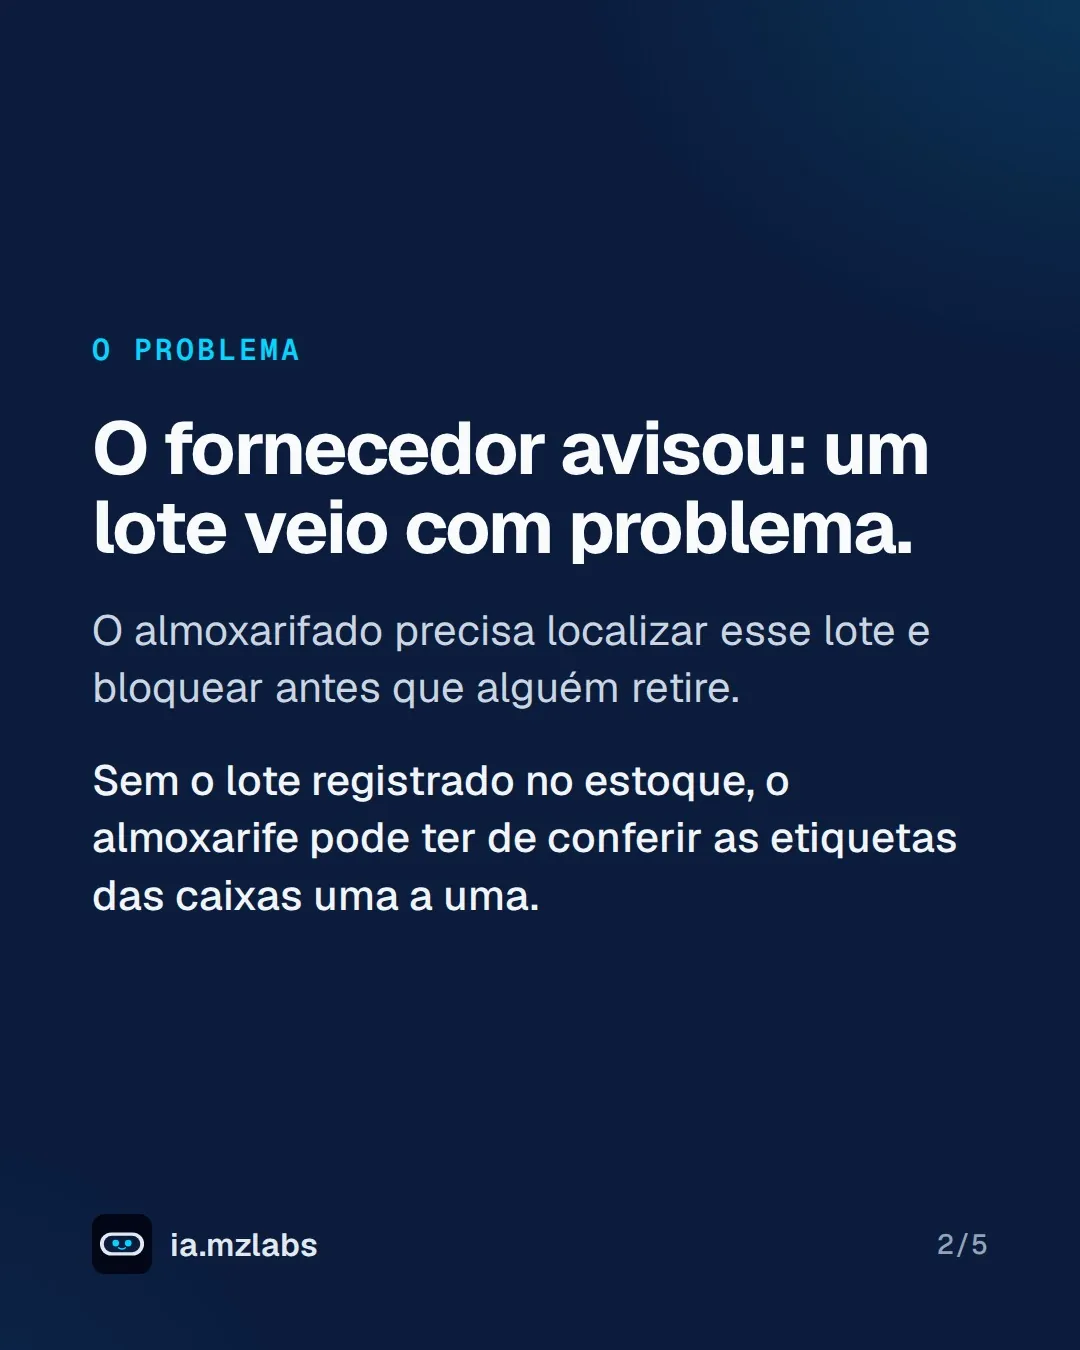 O PROBLEMA
O fornecedor avisou: um
lote veio com problema.
O almoxarifado precisa localizar esse lote e
bloquear antes que alguém retire.
Sem o lote registrado no estoque, o
almoxarife pode ter de conferir as etiquetas
das caixas uma a uma.
ia.mzlabs
2/5